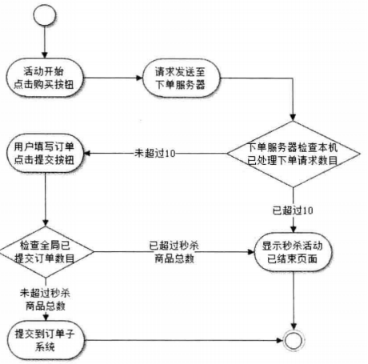 活动开始
点击购买按钮
请求发送至
下单服务器
用户填写订单
点击提交按钮
未超过10
下单服务器检查本机
已处理下单请求数目
已超过10
检查全局已
提交订单数目
已超过秒杀
商品总数
显示秒杀活动
已结束页面
未超过秒杀
商品总数
提交到订单子
系统